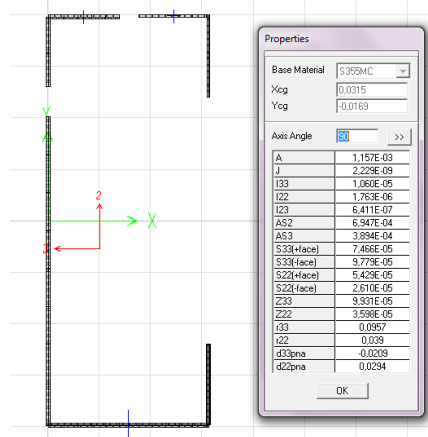 Properties
Base Material S355MC
Xcg 0,0315
Ycg -0,0169
Axis Angle 90 >>
A 1,157E-03
J 2,229E-09
I33 1,060E-05
I22 1,763E-06
I23 6,411E-07
AS2 6,947E-04
AS3 3,894E-04
S33(+face) 7,466E-05
S33(-face) 9,779E-05
S22(+face) 5,429E-05
S22(-face) 2,610E-05
Z33 9,931E-05
Z22 3,598E-05
r33 0,0957
r22 0,039
d33pna -0,0209
d22pna 0,0294
OK
Y
2
X
3